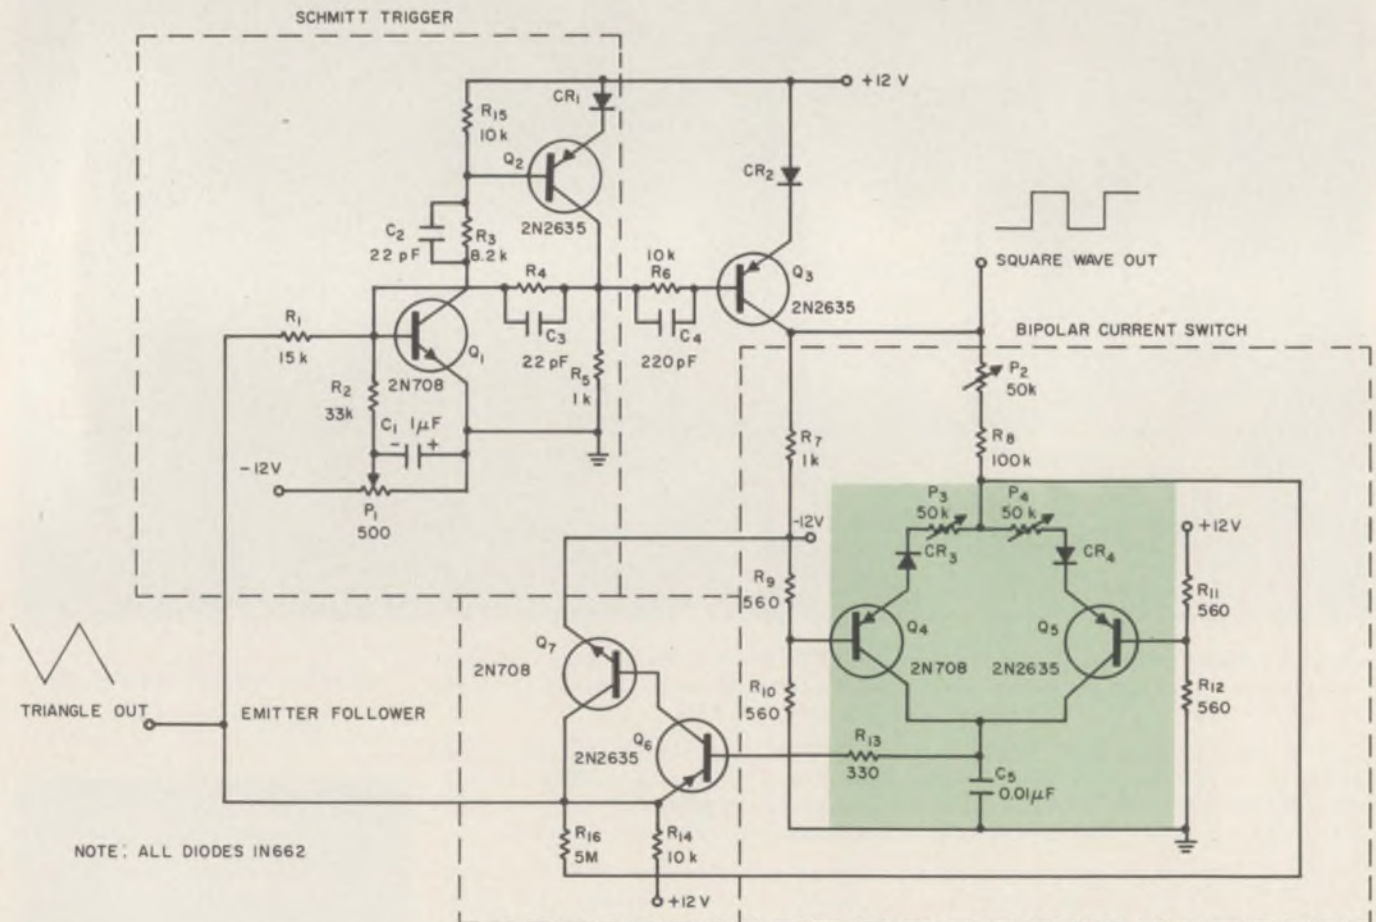 SCHMITT TRIGGER
+12 V
CR1
R15
10k
Q2
2N2635
C2
22 pF
R3
8.2k
R4
C3
22 pF
10k
R6
C4
220pF
CR2
Q3
2N2635
SQUARE WAVE OUT
BIPOLAR CURRENT SWITCH
R1
15k
Q1
2N708
R2
33k
C1 1µF
- +
-12V
P1
500
R5
1k
R7
1k
P2
50k
R8
100k
P3
50k
P4
50k
+12V
-12V
CR3
CR4
R9
560
R11
560
Q4
2N708
Q5
2N2635
R10
560
R12
560
Q7
2N708
TRIANGLE OUT
EMITTER FOLLOWER
Q6
2N2635
R13
330
C5
0.01µF
R16
5M
R14
10k
+12V
NOTE: ALL DIODES IN662